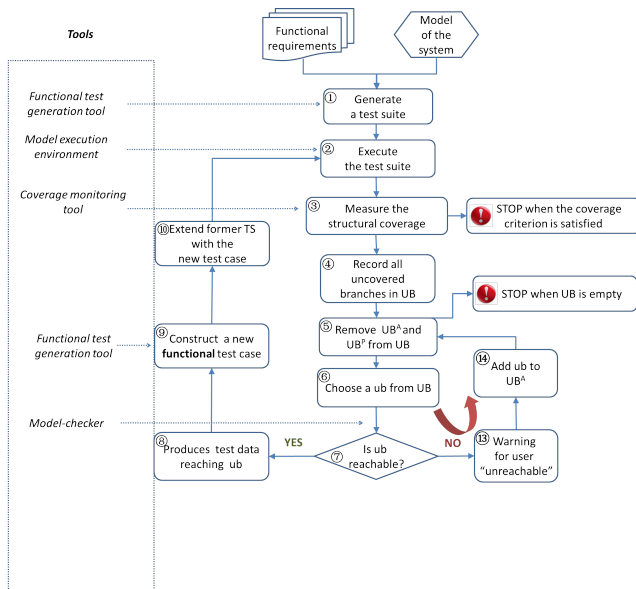 Tools
Functional
requirements
Model
of the
system
Functional test
generation tool
① Generate
a test suite
Model execution
environment
② Execute
the test suite
Coverage monitoring
tool
③ Measure the
structural coverage
STOP when the coverage
criterion is satisfied
⑩ Extend former TS
with the
new test case
④ Record all
uncovered
branches in UB
STOP when UB is empty
⑤ Remove UBᴬ and
UBᴾ from UB
Functional test
generation tool
⑨ Construct a new
functional test case
⑭ Add ub to
UBᴬ
⑥ Choose a ub from UB
Model-checker
⑧ Produces test data
reaching ub
YES
⑦ Is ub
reachable?
NO
⑬ Warning
for user
“unreachable”